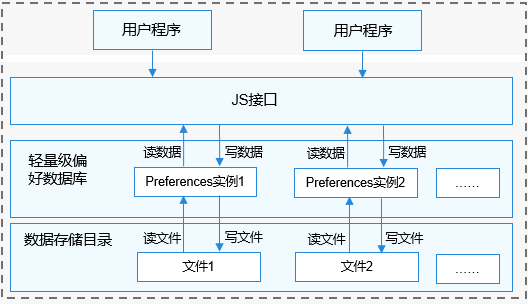 用户程序
用户程序
JS接口
读数据
写数据
读数据
写数据
轻量级偏
好数据库
Preferences实例1
Preferences实例2
……
读文件
写文件
读文件
写文件
数据存储目录
文件1
文件2
……